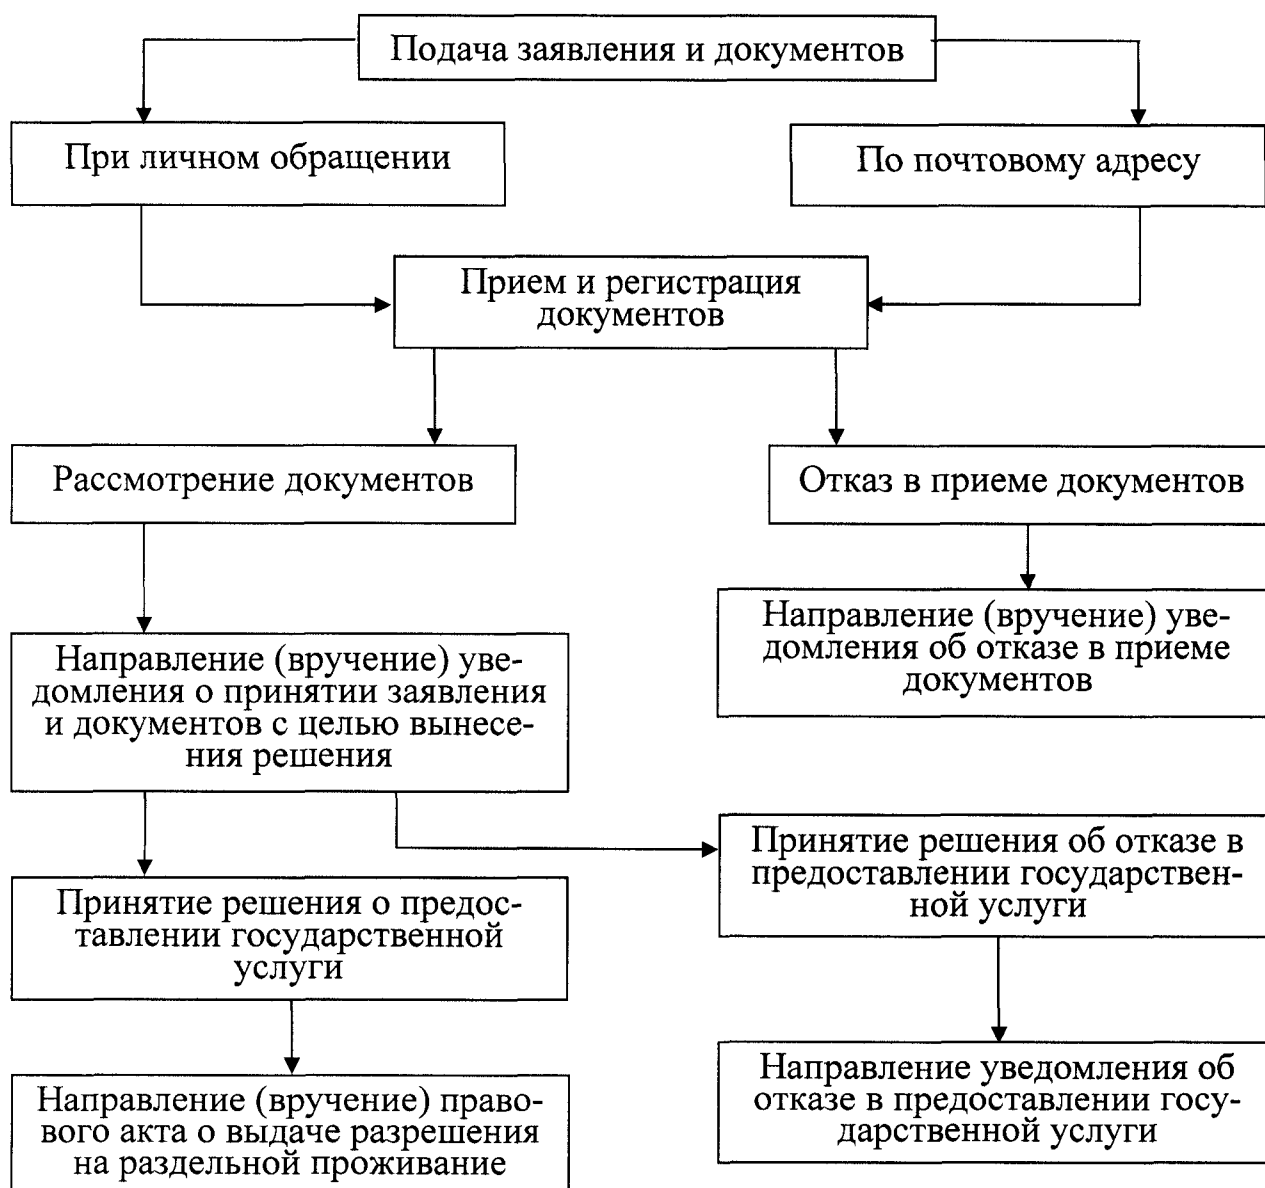 Подача заявления и документов
При личном обращении
По почтовому адресу
Прием и регистрация
документов
Рассмотрение документов
Отказ в приеме документов
Направление (вручение) уве-
домления об отказе в приеме
документов
Направление (вручение) уве-
домления о принятии заявления
и документов с целью вынесе-
ния решения
Принятие решения об отказе в
предоставлении государствен-
ной услуги
Принятие решения о предос-
тавлении государственной
услуги
Направление уведомления об
отказе в предоставлении госу-
дарственной услуги
Направление (вручение) право-
вого акта о выдаче разрешения
на раздельной проживание